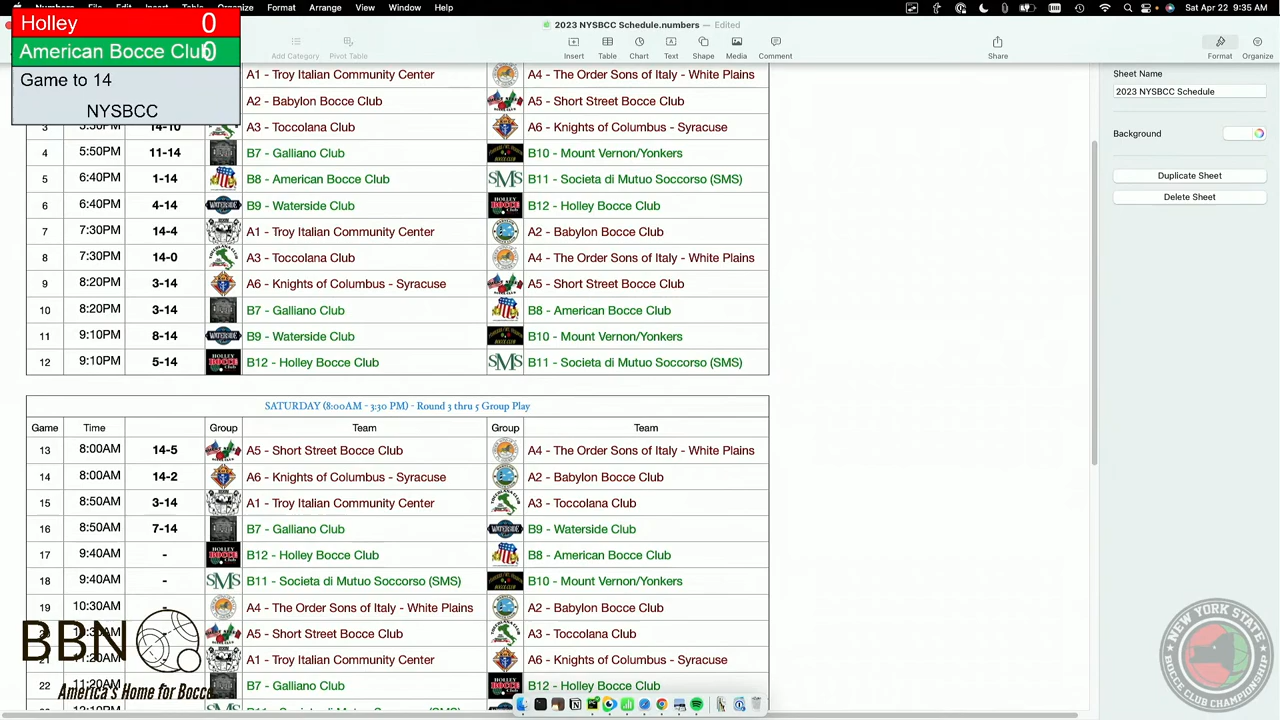 View Numbers File Edit Insert Table Organize Format Arrange View Window Help Sat Apr 22 9:35 AM
Holley 0
American Bocce Club 0
Game to 14
NYSBCC
2023 NYSBCC Schedule.numbers — Edited
Add Category Pivot Table Insert Table Chart Text Shape Media Comment Share Format Organize
Sheet Name
2023 NYSBCC Schedule
Background
Duplicate Sheet
Delete Sheet
A1 - Troy Italian Community Center A4 - The Order Sons of Italy - White Plains
A2 - Babylon Bocce Club A5 - Short Street Bocce Club
3 5:50PM 14-10 A3 - Toccolana Club A6 - Knights of Columbus - Syracuse
4 5:50PM 11-14 B7 - Galliano Club B10 - Mount Vernon/Yonkers
5 6:40PM 1-14 B8 - American Bocce Club B11 - Societa di Mutuo Soccorso (SMS)
6 6:40PM 4-14 B9 - Waterside Club B12 - Holley Bocce Club
7 7:30PM 14-4 A1 - Troy Italian Community Center A2 - Babylon Bocce Club
8 7:30PM 14-0 A3 - Toccolana Club A4 - The Order Sons of Italy - White Plains
9 8:20PM 3-14 A6 - Knights of Columbus - Syracuse A5 - Short Street Bocce Club
10 8:20PM 3-14 B7 - Galliano Club B8 - American Bocce Club
11 9:10PM 8-14 B9 - Waterside Club B10 - Mount Vernon/Yonkers
12 9:10PM 5-14 B12 - Holley Bocce Club B11 - Societa di Mutuo Soccorso (SMS)
SATURDAY (8:00AM - 3:30 PM) - Round 3 thru 5 Group Play
Game Time Group Team Group Team
13 8:00AM 14-5 A5 - Short Street Bocce Club A4 - The Order Sons of Italy - White Plains
14 8:00AM 14-2 A6 - Knights of Columbus - Syracuse A2 - Babylon Bocce Club
15 8:50AM 3-14 A1 - Troy Italian Community Center A3 - Toccolana Club
16 8:50AM 7-14 B7 - Galliano Club B9 - Waterside Club
17 9:40AM - B12 - Holley Bocce Club B8 - American Bocce Club
18 9:40AM - B11 - Societa di Mutuo Soccorso (SMS) B10 - Mount Vernon/Yonkers
19 10:30AM - A4 - The Order Sons of Italy - White Plains A2 - Babylon Bocce Club
A5 - Short Street Bocce Club A3 - Toccolana Club
A1 - Troy Italian Community Center A6 - Knights of Columbus - Syracuse
22 11:20AM B7 - Galliano Club B12 - Holley Bocce Club
BBN
America's Home for Bocce
NEW YORK STATE
BOCCE CLUB CHAMPIONSHIP